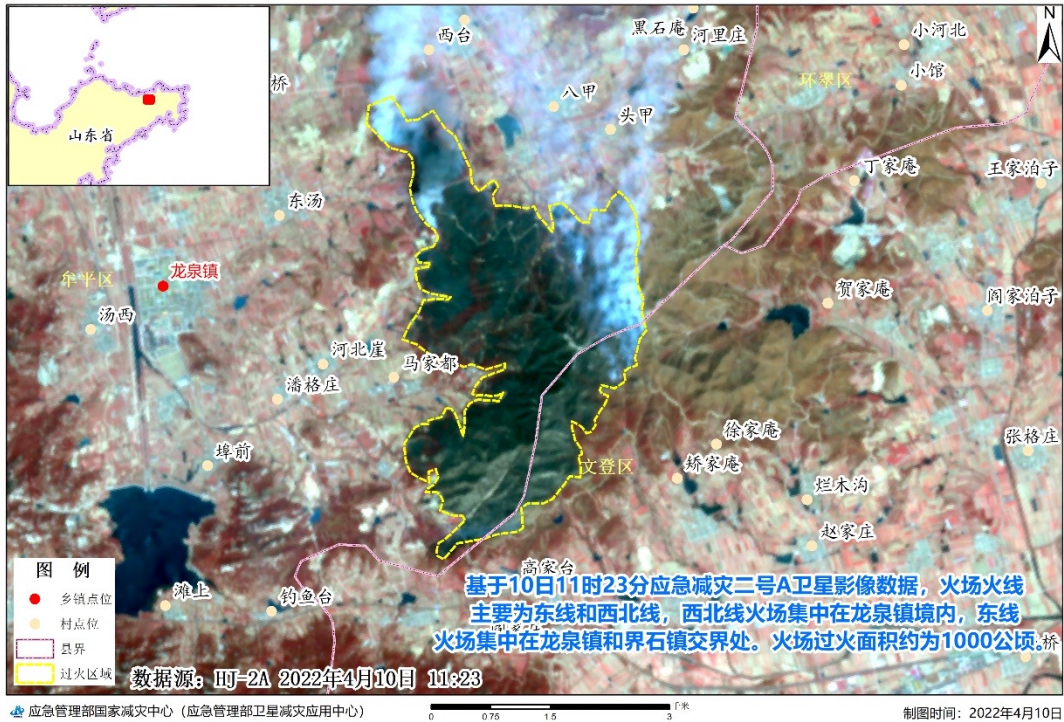 N
山东省
桥
西台
黑石庵
河里庄
小河北
环翠区
小馆
八甲
头甲
丁家庵
王家泊子
东汤
龙泉镇
牟平区
贺家庵
阎家泊子
汤西
河北崖
马家都
潘格庄
徐家庵
张格庄
埠前
文登区
矫家庵
烂木沟
赵家庄
高家台
滩上
钓鱼台
桥
图 例
乡镇点位
村点位
县界
过火区域
基于10日11时23分应急减灾二号A卫星影像数据，火场火线
主要为东线和西北线，西北线火场集中在龙泉镇境内，东线
火场集中在龙泉镇和界石镇交界处。火场过火面积约为1000公顷。
数据源：HJ-2A 2022年4月10日 11:23
应急管理部国家减灾中心（应急管理部卫星减灾应用中心）
0 0.75 1.5 3 千米
制图时间：2022年4月10日